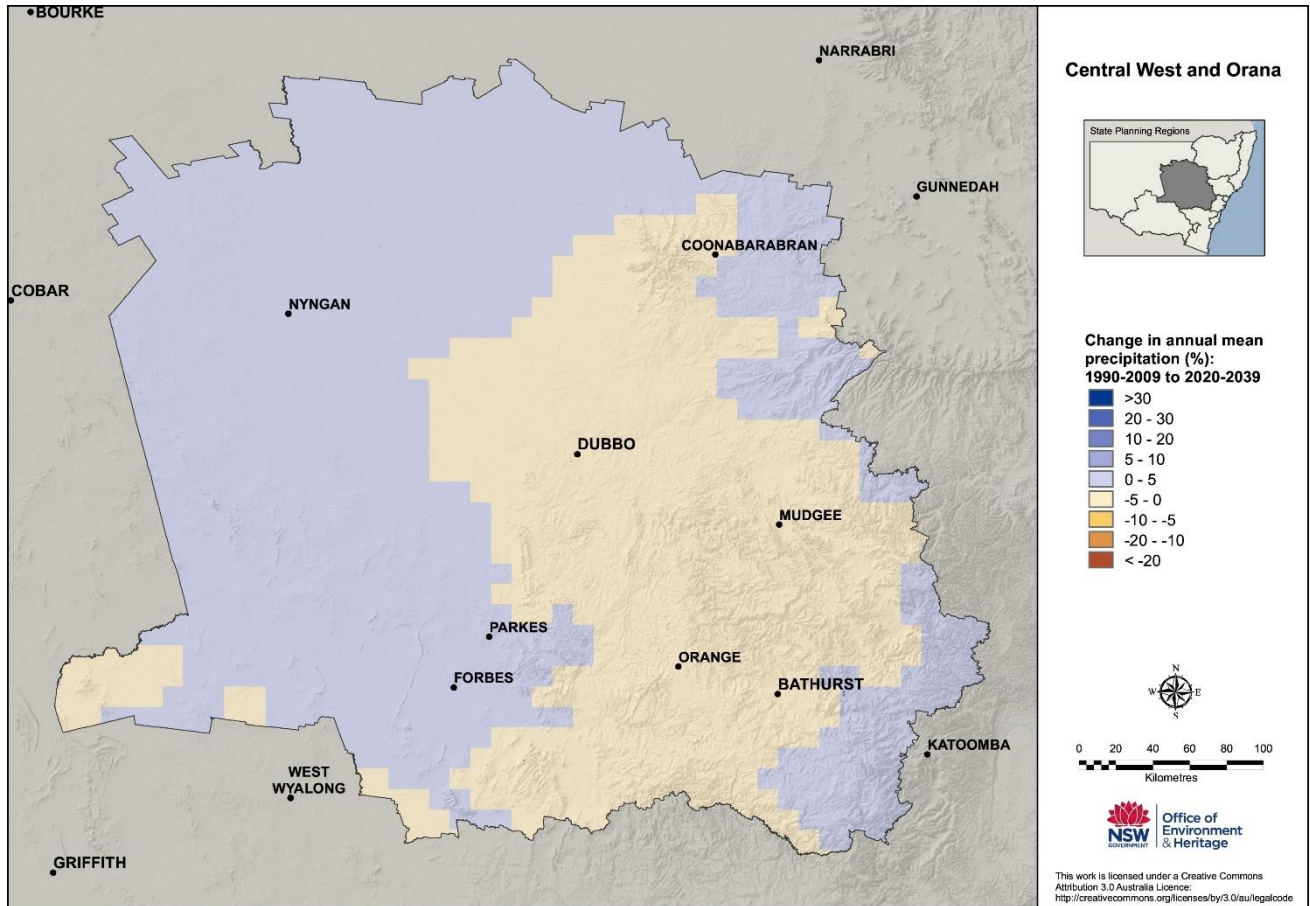 BOURKE
NARRABRI
GUNNEDAH
COONABARABRAN
COBAR
NYNGAN
DUBBO
MUDGEE
PARKES
ORANGE
FORBES
BATHURST
KATOOMBA
WEST
WYALONG
GRIFFITH
Central West and Orana
State Planning Regions
Change in annual mean
precipitation (%):
1990-2009 to 2020-2039
>30
20 - 30
10 - 20
5 - 10
0 - 5
-5 - 0
-10 - -5
-20 - -10
< -20
N
W E
S
0 20 40 60 80 100
Kilometres
NSW
GOVERNMENT
Office of
Environment
& Heritage
This work is licensed under a Creative Commons
Attribution 3.0 Australia Licence:
http://creativecommons.org/licenses/by/3.0/au/legalcode